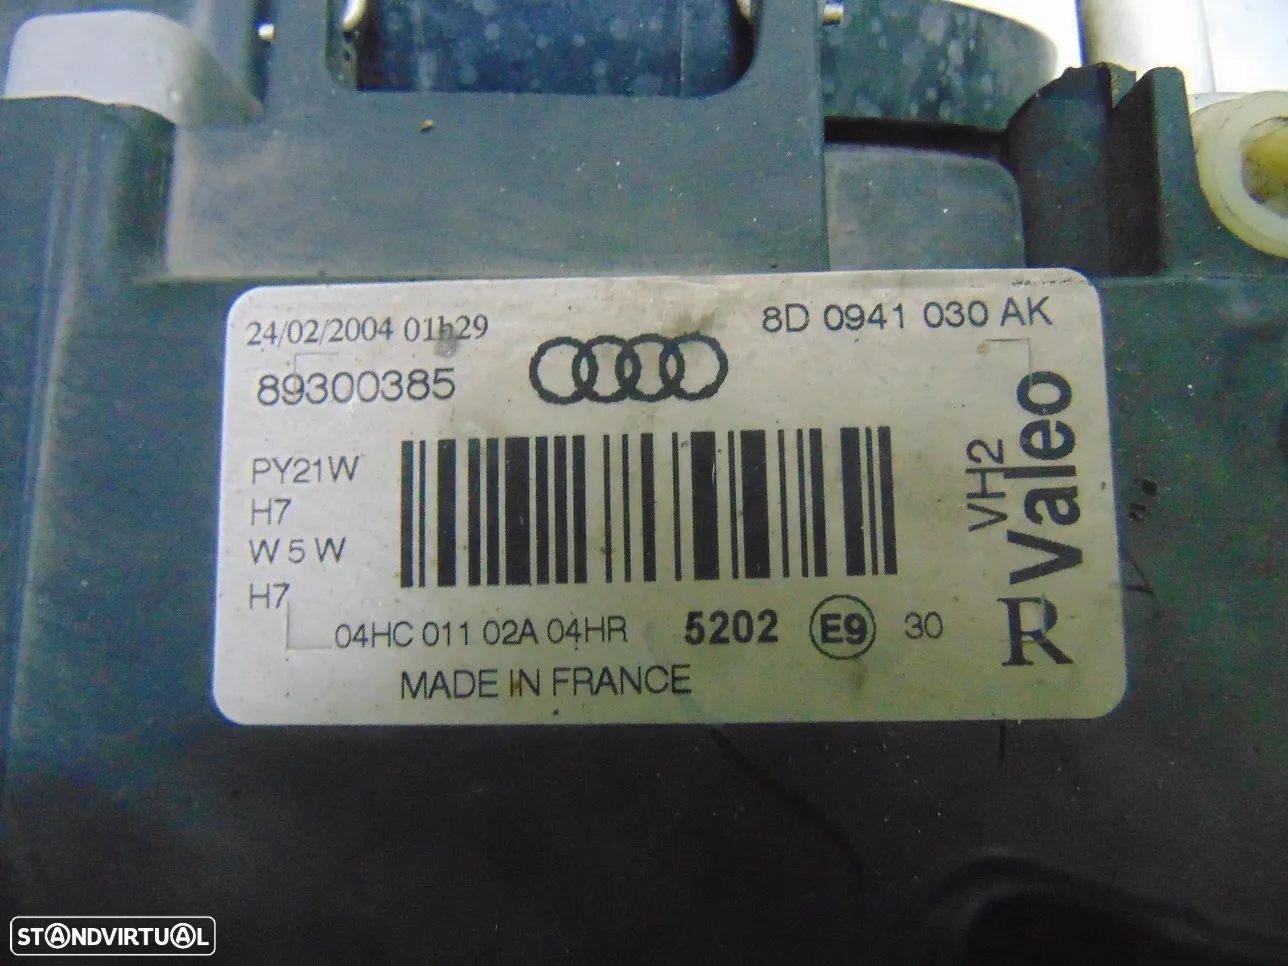 24/02/2004 01h29
8D 0941 030 AK
89300385
PY21W
H7
W 5 W
H7
VH2
Valeo
R
04HC 011 02A 04HR 5202 E9 30
MADE IN FRANCE
STANDVIRTUAL